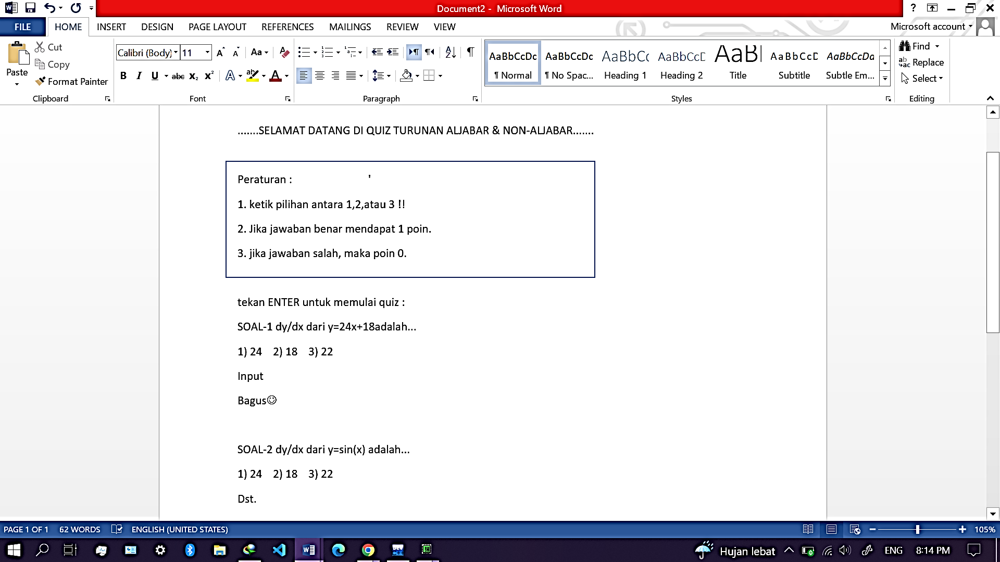 Document2 - Microsoft Word
?
FILE HOME INSERT DESIGN PAGE LAYOUT REFERENCES MAILINGS REVIEW VIEW
Microsoft account
Paste
Cut
Copy
Format Painter
Clipboard
Calibri (Body) 11
Font
Paragraph
AaBbCcDc AaBbCcDc AaBbCc AaBbCcD AaBl AaBbCcD AaBbCcDa
¶ Normal ¶ No Spac... Heading 1 Heading 2 Title Subtitle Subtle Em...
Styles
Find
Replace
Select
Editing
.......SELAMAT DATANG DI QUIZ TURUNAN ALJABAR & NON-ALJABAR.......
Peraturan : '
1. ketik pilihan antara 1,2,atau 3 !!
2. Jika jawaban benar mendapat 1 poin.
3. jika jawaban salah, maka poin 0.
tekan ENTER untuk memulai quiz :
SOAL-1 dy/dx dari y=24x+18adalah...
1) 24 2) 18 3) 22
Input
Bagus☺
SOAL-2 dy/dx dari y=sin(x) adalah...
1) 24 2) 18 3) 22
Dst.
PAGE 1 OF 1 62 WORDS ENGLISH (UNITED STATES)
105%
Hujan lebat
ENG
8:14 PM